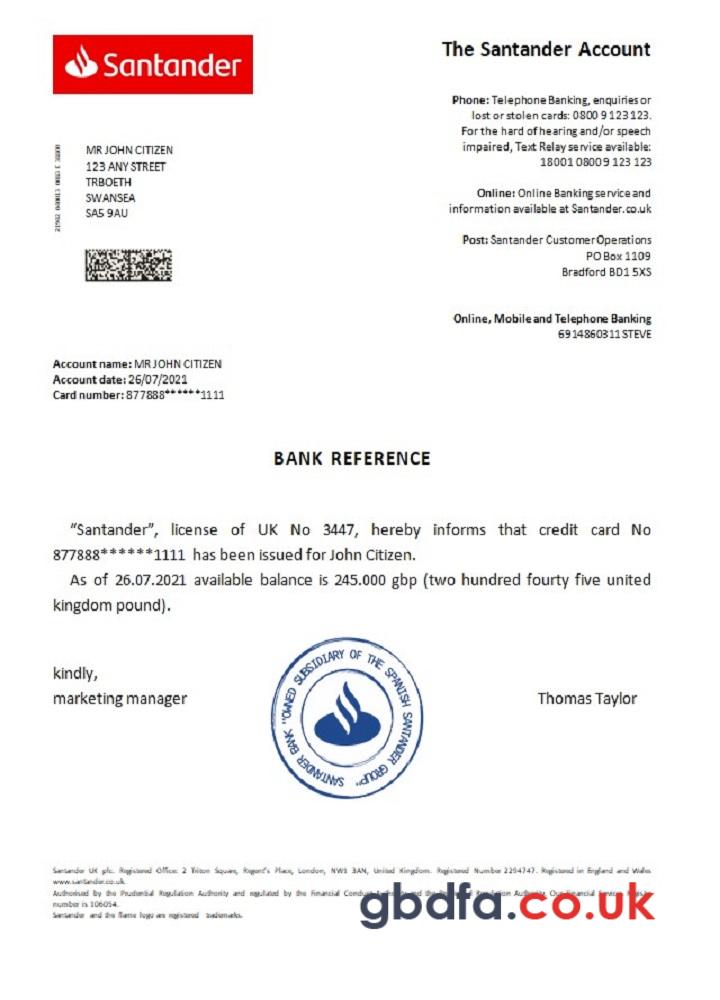 Santander
The Santander Account
Phone: Telephone Banking, enquiries or
lost or stolen cards: 0800 9 123 123.
For the hard of hearing and/or speech
impaired, Text Relay service available:
18001 0800 9 123 123
MR JOHN CITIZEN
123 ANY STREET
TRBOETH
SWANSEA
SA5 9AU
Online: Online Banking service and
information available at Santander.co.uk
Post: Santander Customer Operations
PO Box 1109
Bradford BD1 5XS
Online, Mobile and Telephone Banking
6914860311 STEVE
Account name: MR JOHN CITIZEN
Account date: 26/07/2021
Card number: 877888******1111
BANK REFERENCE
“Santander”, license of UK No 3447, hereby informs that credit card No
877888******1111 has been issued for John Citizen.
As of 26.07.2021 available balance is 245.000 gbp (two hundred fourty five united
kingdom pound).
kindly,
marketing manager
SANTANDER BANK "OWNED SUBSIDIARY OF THE SPANISH SANTANDER GROUP"
Thomas Taylor
Santander UK plc. Registered Office: 2 Triton Square, Regent's Place, London, NW1 3AN, United Kingdom. Registered Number 2294747. Registered in England and Wales
www.santander.co.uk.
Authorised by the Prudential Regulation Authority and regulated by the Financial Conduct Authority and the Regulation Authority. Our Financial Services
number is 106054.
Santander and the flame logo are registered trademarks.
gbdfa.co.uk